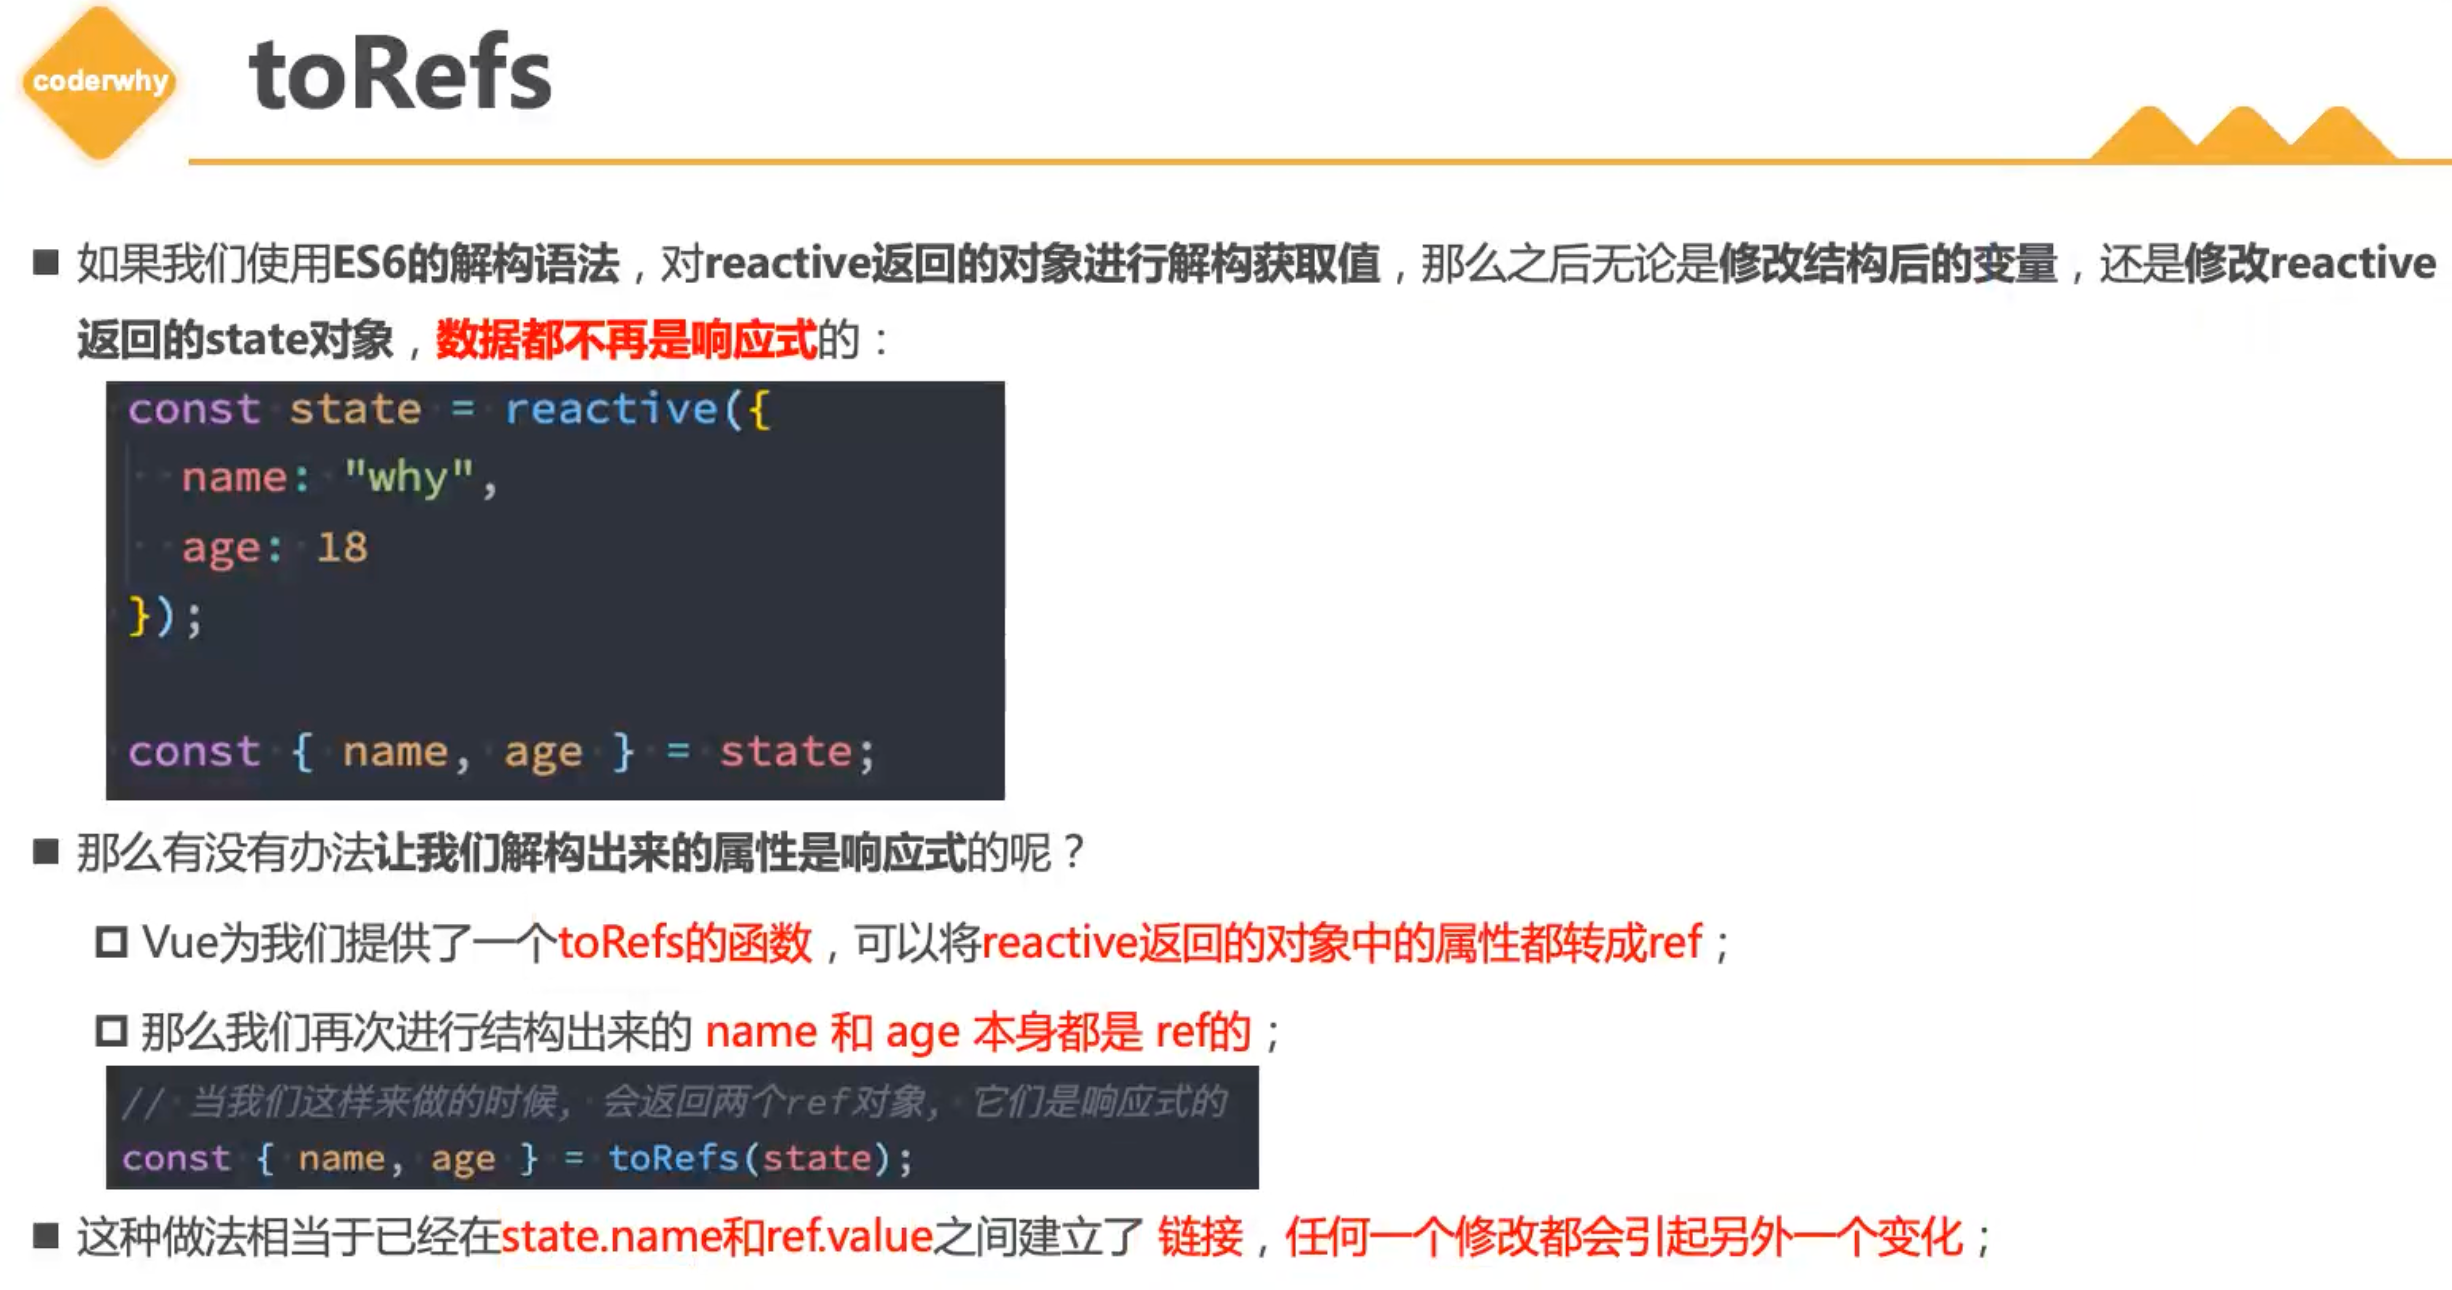 coderwhy
toRefs
■ 如果我们使用ES6的解构语法，对reactive返回的对象进行解构获取值，那么之后无论是修改结构后的变量，还是修改reactive
返回的state对象，数据都不再是响应式的：
const state = reactive({
  name: "why",
  age: 18
});
const { name, age } = state;
■ 那么有没有办法让我们解构出来的属性是响应式的呢？
Vue为我们提供了一个toRefs的函数，可以将reactive返回的对象中的属性都转成ref；
那么我们再次进行结构出来的 name 和 age 本身都是 ref的；
// 当我们这样来做的时候, 会返回两个ref对象, 它们是响应式的
const { name, age } = toRefs(state);
■ 这种做法相当于已经在state.name和ref.value之间建立了 链接，任何一个修改都会引起另外一个变化；